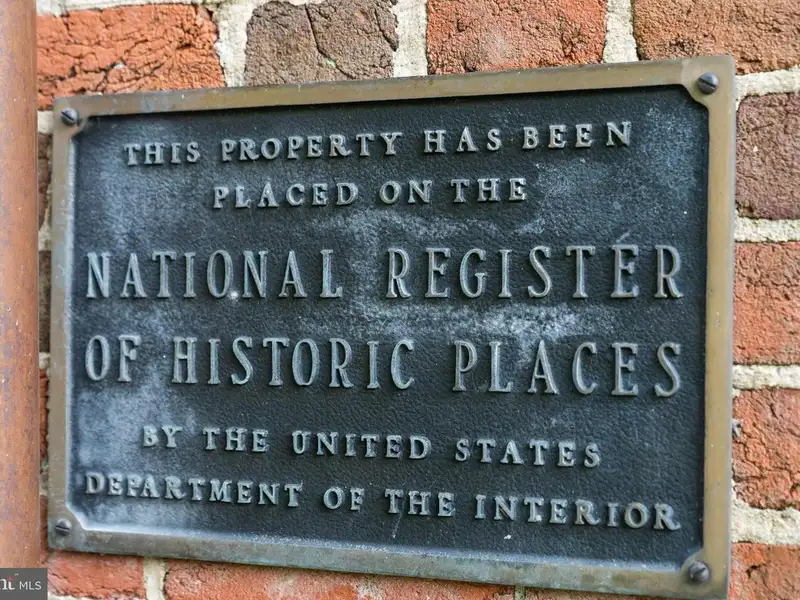 THIS PROPERTY HAS BEEN
PLACED ON THE
NATIONAL REGISTER
OF HISTORIC PLACES
BY THE UNITED STATES
DEPARTMENT OF THE INTERIOR
MLS